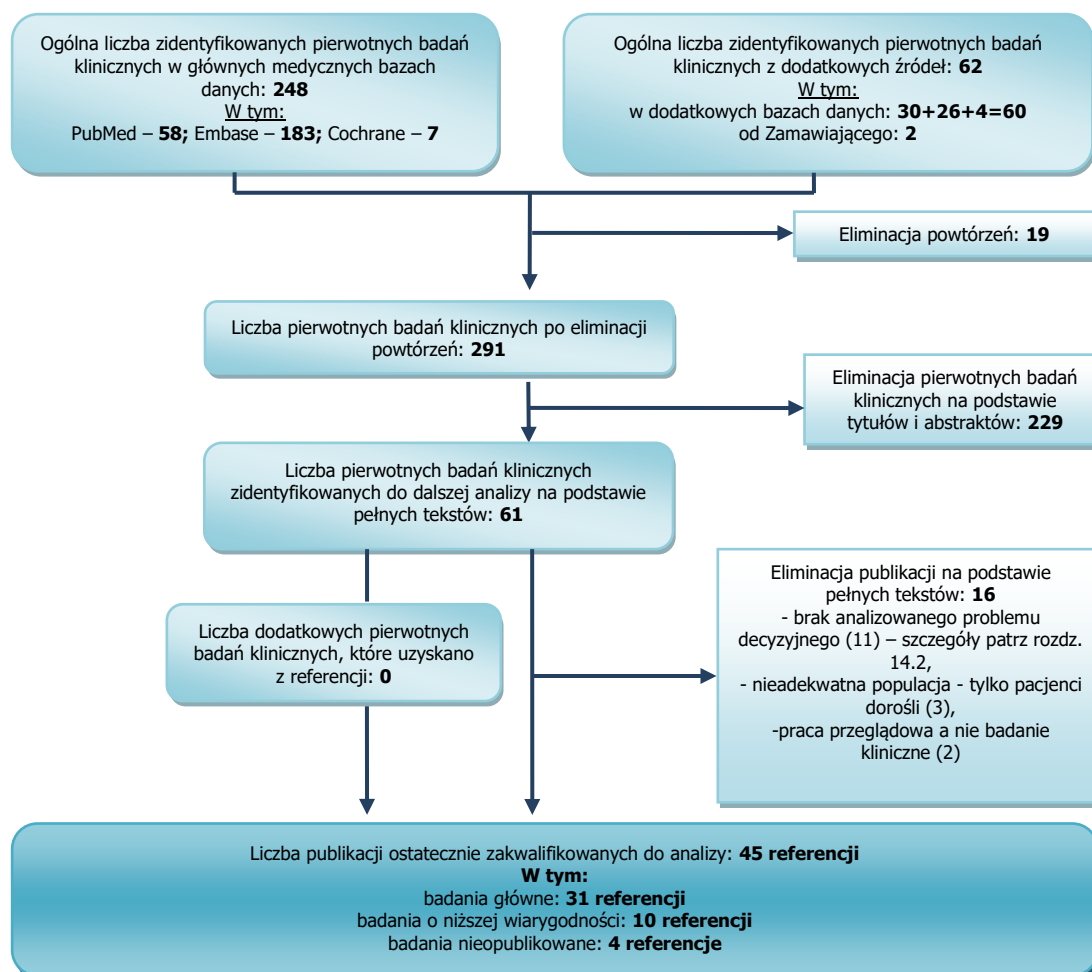 Ogólna liczba zidentyfikowanych pierwotnych badań
klinicznych w głównych medycznych bazach
danych: 248
W tym:
PubMed – 58; Embase – 183; Cochrane – 7
Ogólna liczba zidentyfikowanych pierwotnych badań
klinicznych z dodatkowych źródeł: 62
W tym:
w dodatkowych bazach danych: 30+26+4=60
od Zamawiającego: 2
Eliminacja powtórzeń: 19
Liczba pierwotnych badań klinicznych po eliminacji
powtórzeń: 291
Eliminacja pierwotnych badań
klinicznych na podstawie
tytułów i abstraktów: 229
Liczba pierwotnych badań klinicznych
zidentyfikowanych do dalszej analizy na podstawie
pełnych tekstów: 61
Eliminacja publikacji na podstawie
pełnych tekstów: 16
- brak analizowanego problemu
decyzyjnego (11) – szczegóły patrz rozdz.
14.2,
- nieadekwatna populacja - tylko pacjenci
dorośli (3),
-praca przeglądowa a nie badanie
kliniczne (2)
Liczba dodatkowych pierwotnych
badań klinicznych, które uzyskano
z referencji: 0
Liczba publikacji ostatecznie zakwalifikowanych do analizy: 45 referencji
W tym:
badania główne: 31 referencji
badania o niższej wiarygodności: 10 referencji
badania nieopublikowane: 4 referencje